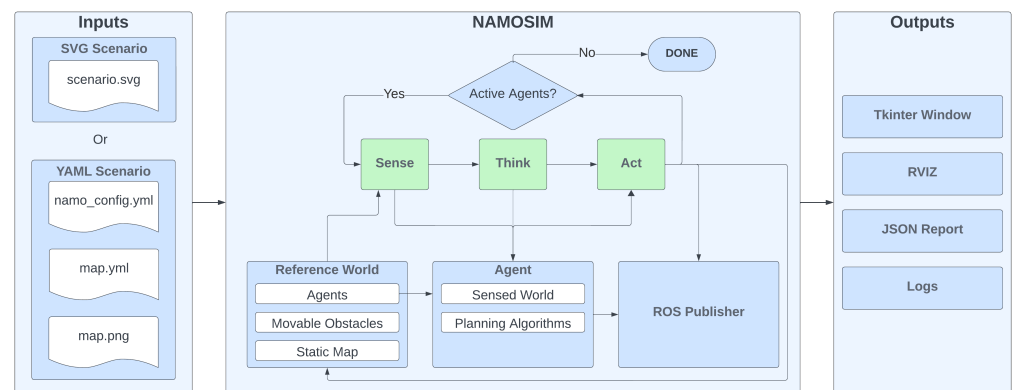 Inputs
SVG Scenario
scenario.svg
Or
YAML Scenario
namo_config.yml
map.yml
map.png
NAMOSIM
No
DONE
Active Agents?
Yes
Sense
Think
Act
Reference World
Agents
Movable Obstacles
Static Map
Agent
Sensed World
Planning Algorithms
ROS Publisher
Outputs
Tkinter Window
RVIZ
JSON Report
Logs